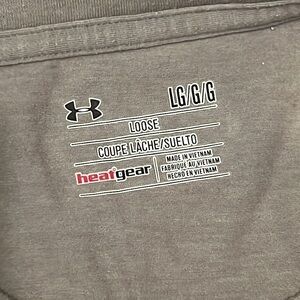 LG/G/G
LOOSE
COUPE LÂCHE/SUELTO
heatgear
MADE IN VIETNAM
FABRIQUÉ AU VIETNAM
HECHO EN VIETNAM